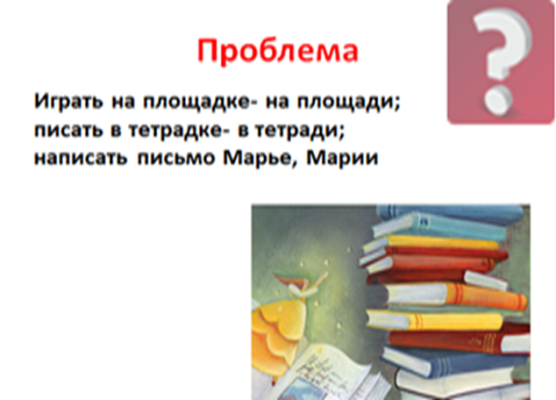 Проблема
Играть на площадке- на площади;
писать в тетрадке- в тетради;
написать письмо Марье, Марии